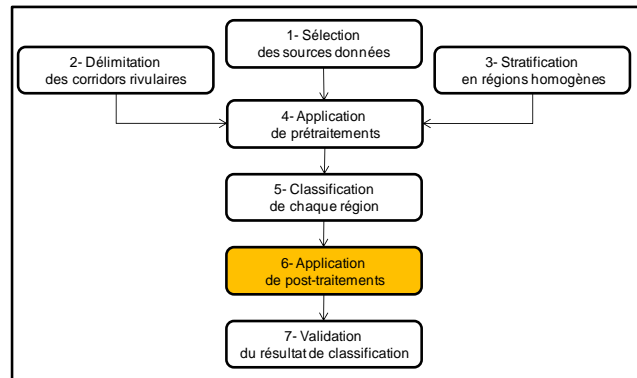 1- Sélection
des sources données
2- Délimitation
des corridors rivulaires
3- Stratification
en régions homogènes
4- Application
de prétraitements
5- Classification
de chaque région
6- Application
de post-traitements
7- Validation
du résultat de classification